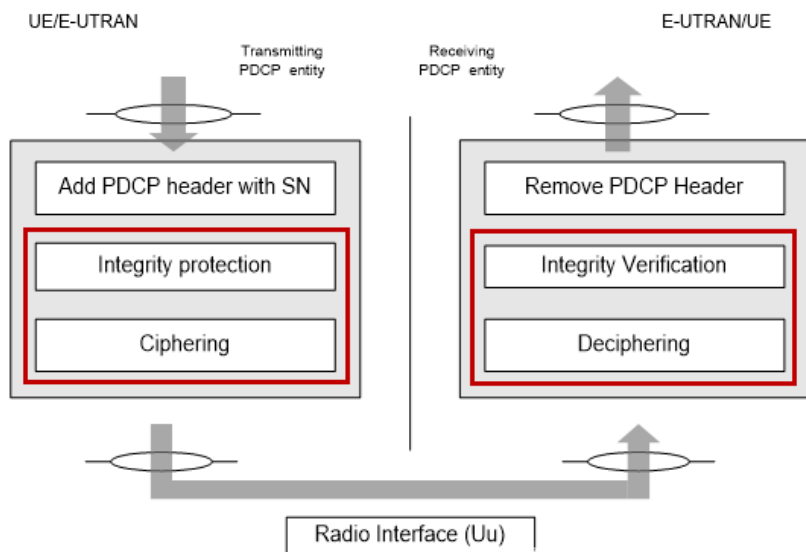 UE/E-UTRAN
E-UTRAN/UE
Transmitting
PDCP entity
Receiving
PDCP entity
Add PDCP header with SN
Integrity protection
Ciphering
Remove PDCP Header
Integrity Verification
Deciphering
Radio Interface (Uu)